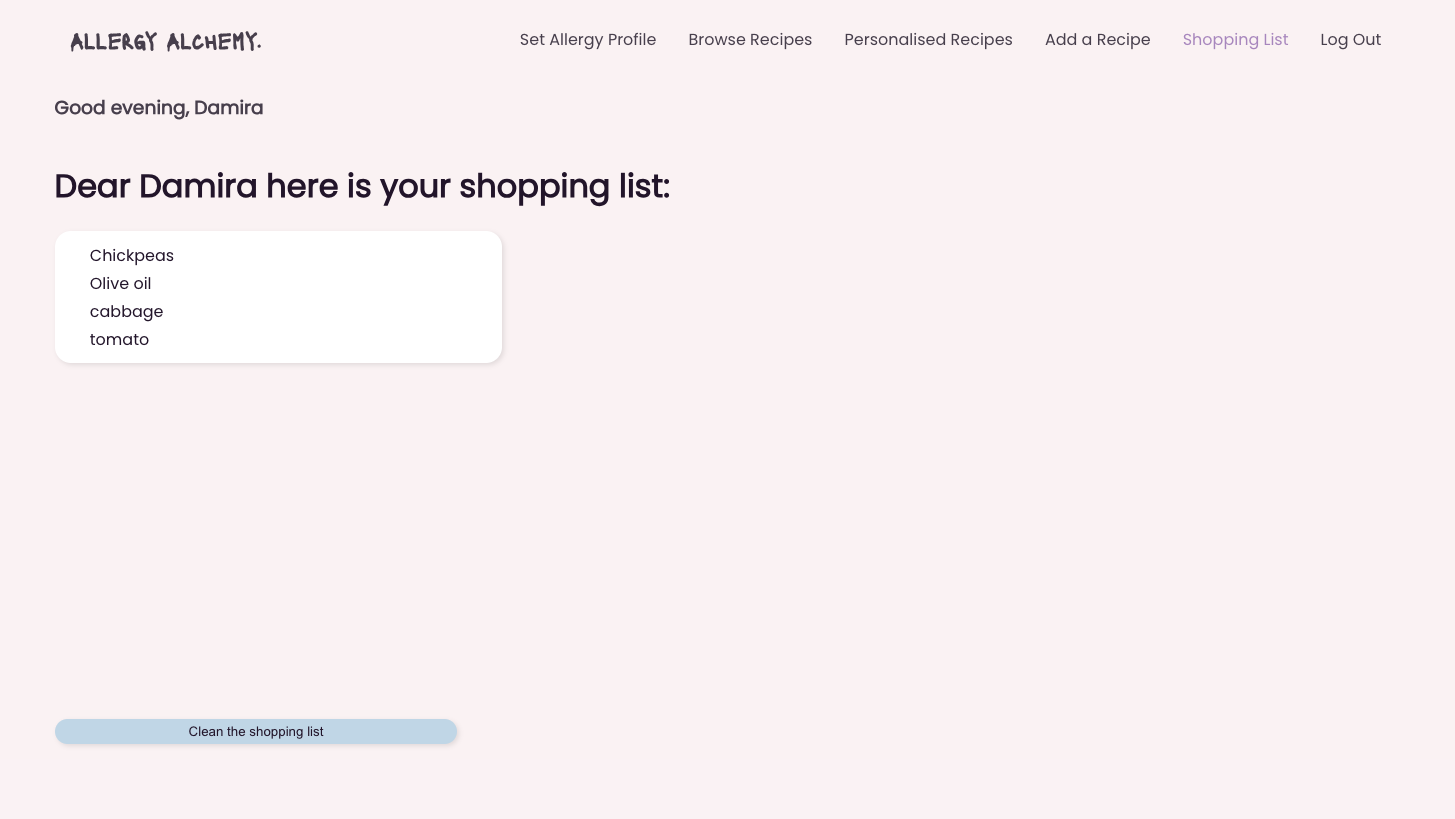 ALLERGY ALCHEMY.
Set Allergy Profile Browse Recipes Personalised Recipes Add a Recipe Shopping List Log Out
Good evening, Damira
Dear Damira here is your shopping list:
Chickpeas
Olive oil
cabbage
tomato
Clean the shopping list